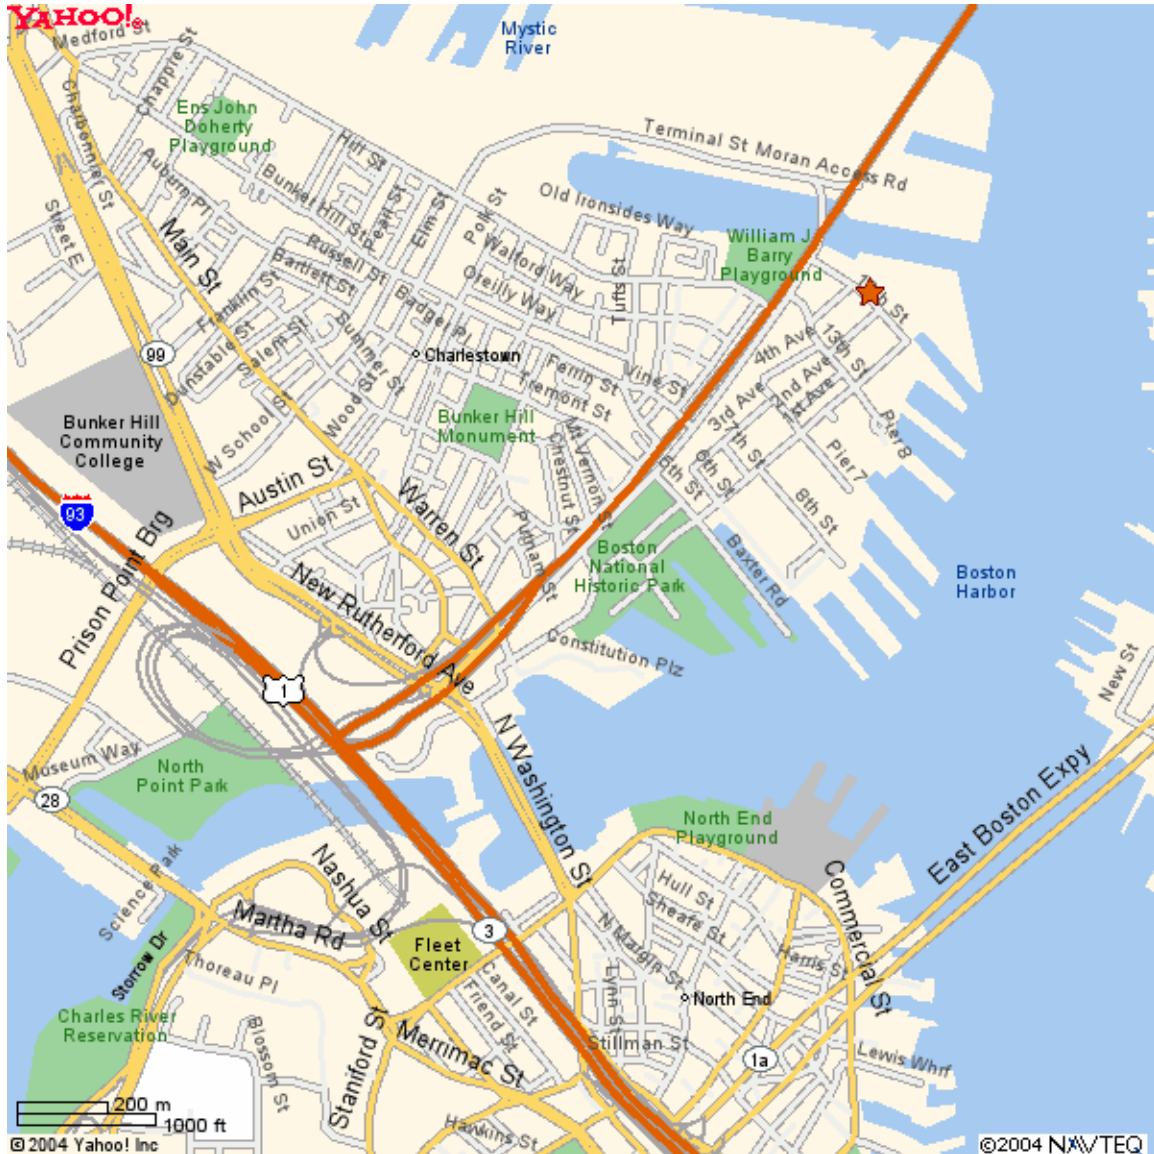 YAHOO!®
Medford St
Mystic
River
Chappie St
Charbonnier St
Ens John
Doherty
Playground
Hill St
Terminal St Moran Access Rd
Auburn Pl
Bunker Hill St
Pearl St
Elm St
Polk St
Old Ironsides Way
Street E
Main St
Russell St
Bartlett St
Walford Way
Oreilly Way
Tufts St
William J
Barry
Playground
Franklin St
Badger Pl
13th St
4th Ave
2nd Ave
1st Ave
3rd Ave
Dunstable St
Salem St
Summer St
99
Charlestown
Ferrin St
Vine St
Tremont St
Wood St
W School St
Bunker Hill
Monument
Bunker Hill
Community
College
Mt Vernon St
Chestnut St
7th St
6th St
5th St
Pier 8
Pier 7
8th St
93
Austin St
Union St
Warren St
Putnam St
Prison Point Brg
Boston
National
Historic Park
Baxter Rd
Boston
Harbor
New Rutherford Ave
Constitution Plz
New St
1
Museum Way
North
Point Park
28
N Washington St
North End
Playground
East Boston Expy
Science Park
Nashua St
Martha Rd
Hull St
Sheafe St
Commercial St
3
Fleet
Center
N Margin St
Harris St
Storrow Dr
Thoreau Pl
Canal St
Friend St
Lynn St
North End
Charles River
Reservation
Blossom St
Staniford St
Merrimac St
Stillman St
1a
Lewis Whrf
200 m
1000 ft
Hawkins St
©2004 Yahoo! Inc
©2004 NAVTEQ